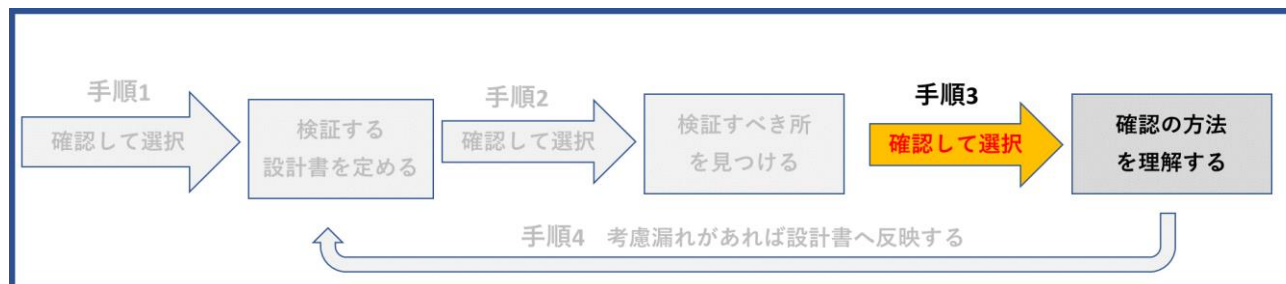 手順1
確認して選択
検証する
設計書を定める
手順2
確認して選択
検証すべき所
を見つける
手順3
確認して選択
確認の方法
を理解する
手順4 考慮漏れがあれば設計書へ反映する